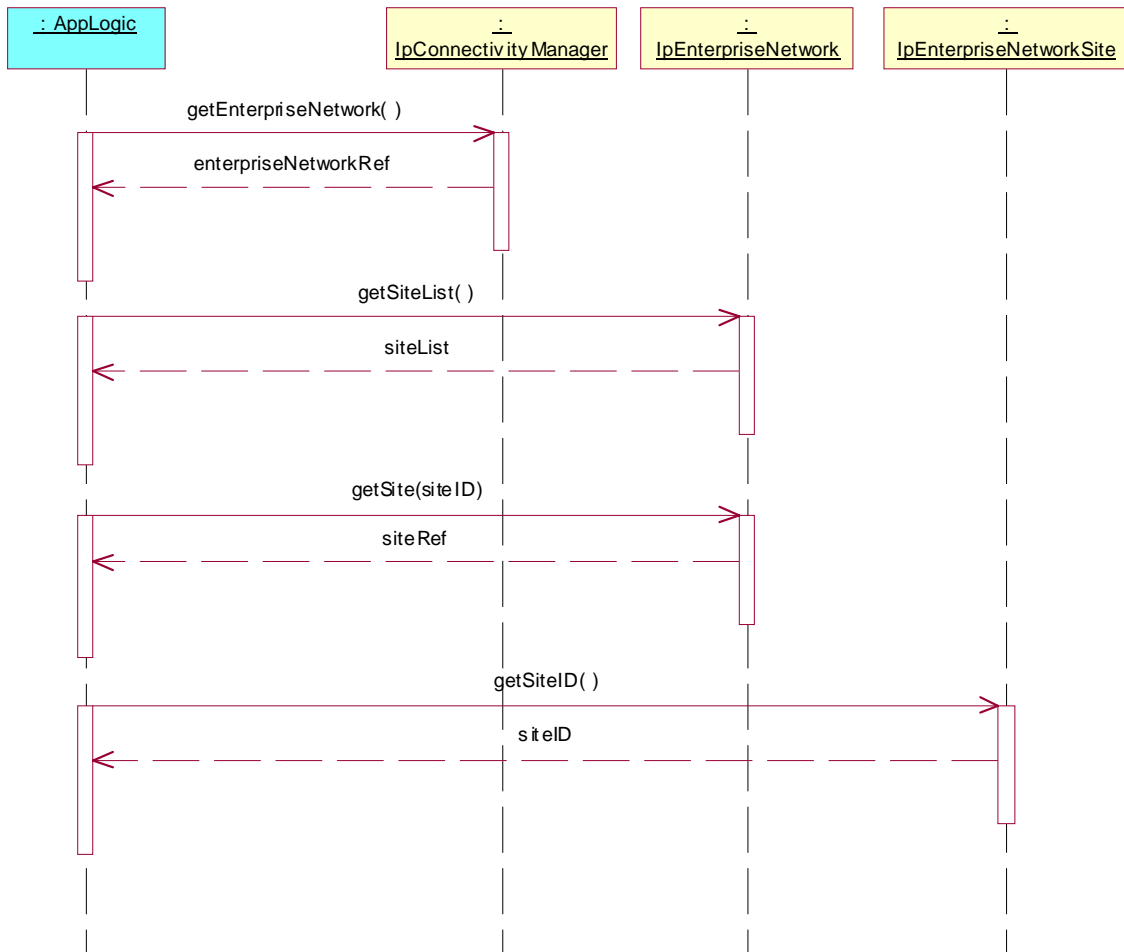 : AppLogic
:
IpConnectivityManager
:
IpEnterpriseNetwork
:
IpEnterpriseNetworkSite
getEnterpriseNetwork( )
enterpriseNetworkRef
getSiteList( )
siteList
getSite(siteID)
siteRef
getSiteID( )
siteID